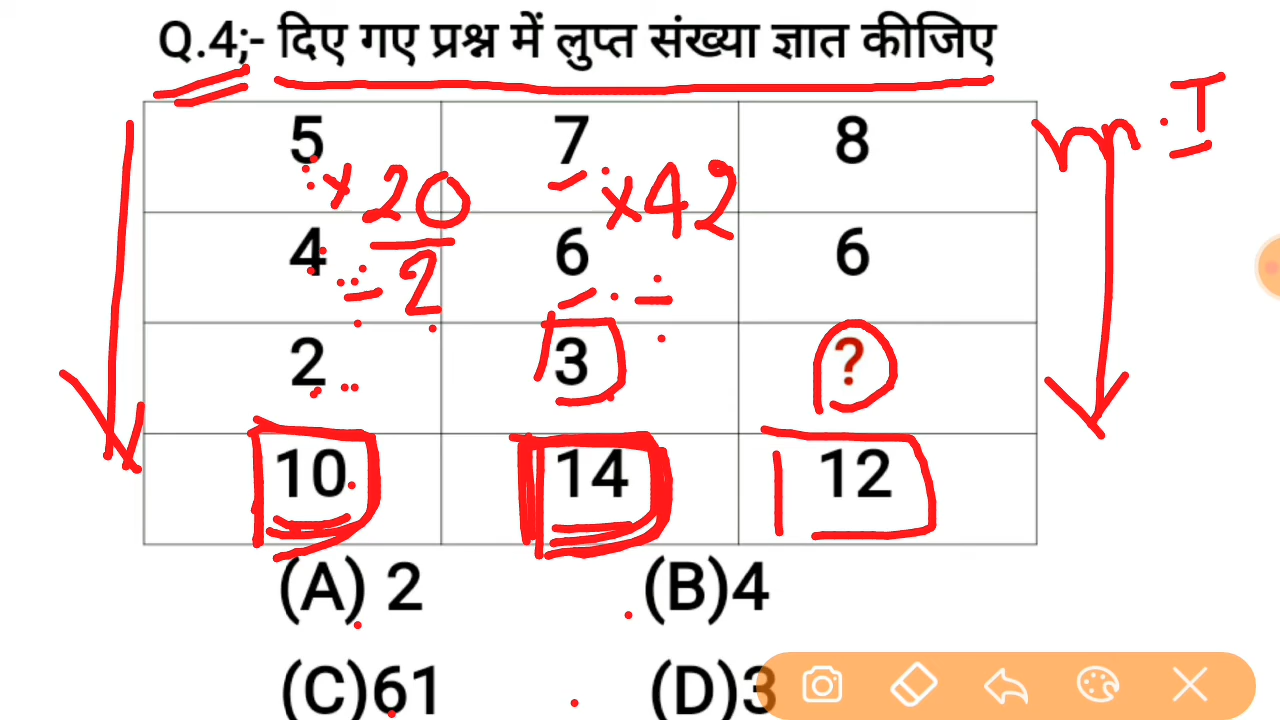 Q.4;- दिए गए प्रश्न में लुप्त संख्या ज्ञात कीजिए
5 7 8
× 20 × 42 m. I
4 6 6
÷ 2 ÷
2 3 ?
10 14 12
(A) 2 (B)4
(C)61 (D)3